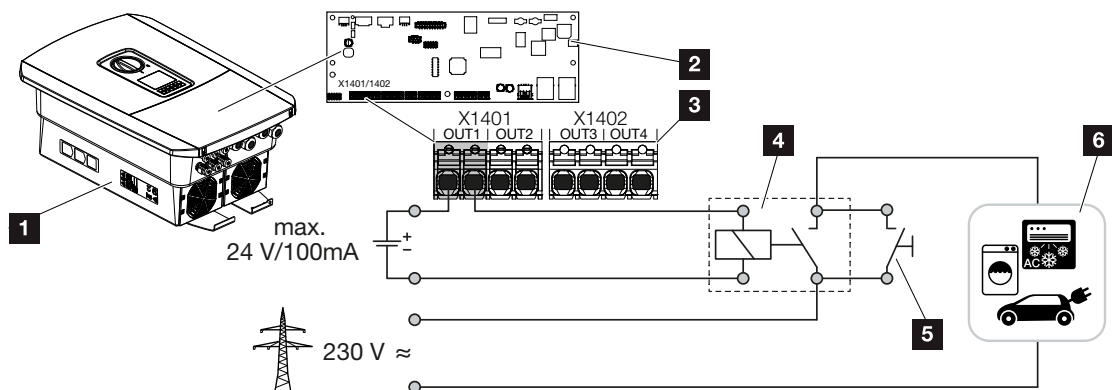 X1401/1402
2
3
X1401 X1402
OUT1 OUT2 OUT3 OUT4
4
6
1
max.
24 V/100mA
+
−
AC
5
230 V ≈